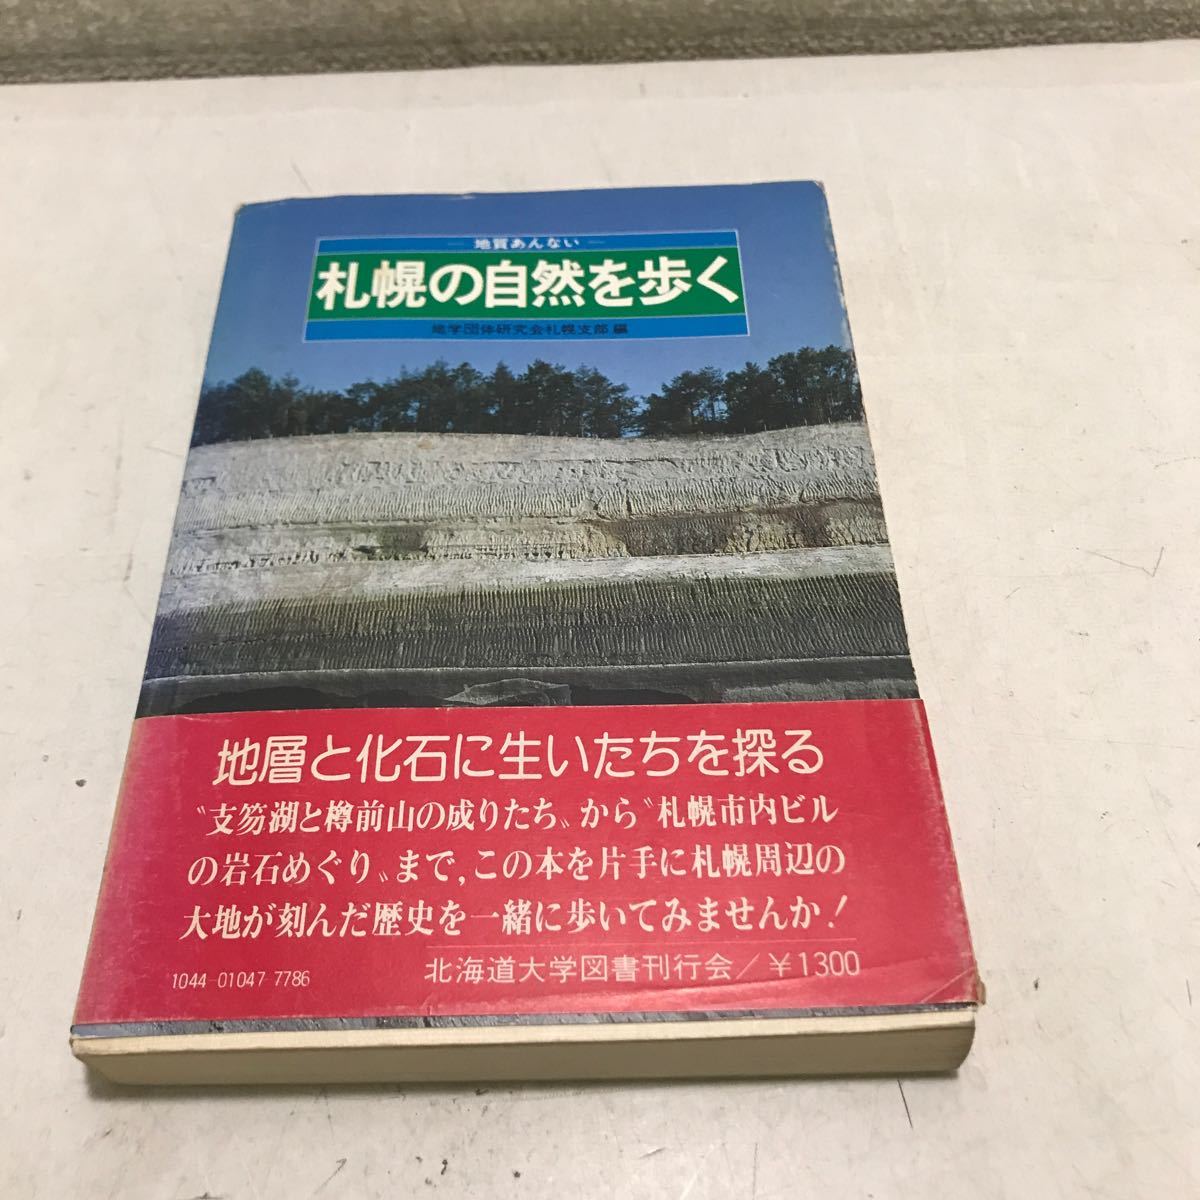 ― 地質あんない ―
札幌の自然を歩く
地学団体研究会札幌支部 編
地層と化石に生いたちを探る
〝支笏湖と樽前山の成りたち〟から〝札幌市内ビル
の岩石めぐり〟まで，この本を片手に札幌周辺の
大地が刻んだ歴史を一緒に歩いてみませんか！
1044-01047-7786
北海道大学図書刊行会／￥1300